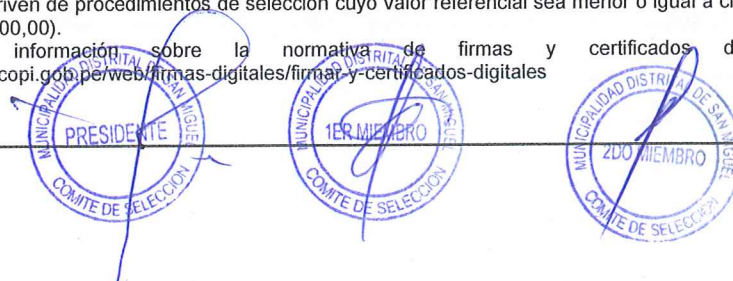 riven de procedimientos de selección cuyo valor referencial sea menor o igual a ci
00,00).
información sobre la normativa de firmas y certificados d
copi.gob.pe/web/firmas-digitales/firmar-y-certificados-digitales
MUNICIPALIDAD DISTRITAL DE SAN MIGUEL
PRESIDENTE
COMITE DE SELECCION
MUNICIPALIDAD DISTRITAL DE SAN MIGUEL
1ER MIEMBRO
COMITE DE SELECCION
MUNICIPALIDAD DISTRITAL DE SAN MIGUEL
2DO MIEMBRO
COMITE DE SELECCION